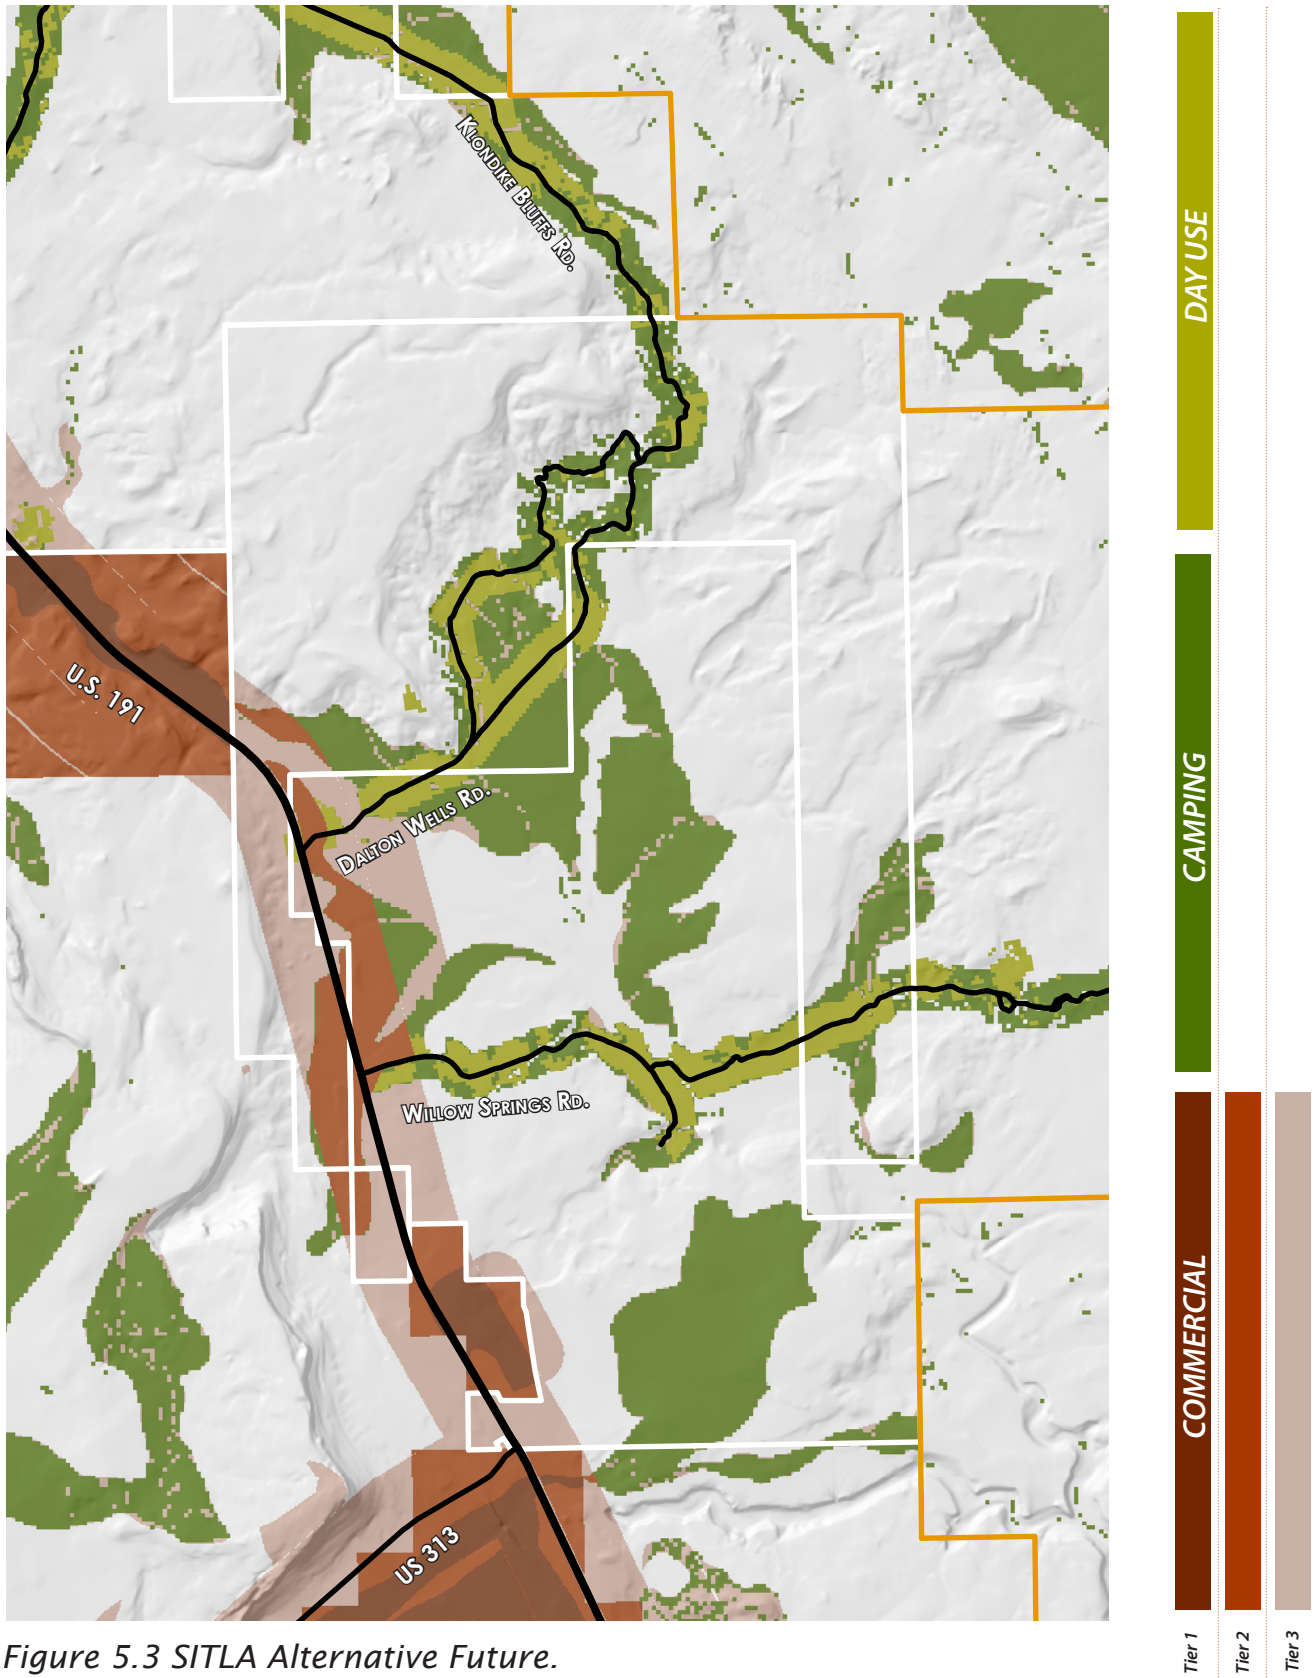 KLONDIKE BLUFFS RD.
U.S. 191
DALTON WELLS RD.
WILLOW SPRINGS RD.
US 313
DAY USE
CAMPING
COMMERCIAL
Tier 1
Tier 2
Tier 3
Figure 5.3 SITLA Alternative Future.